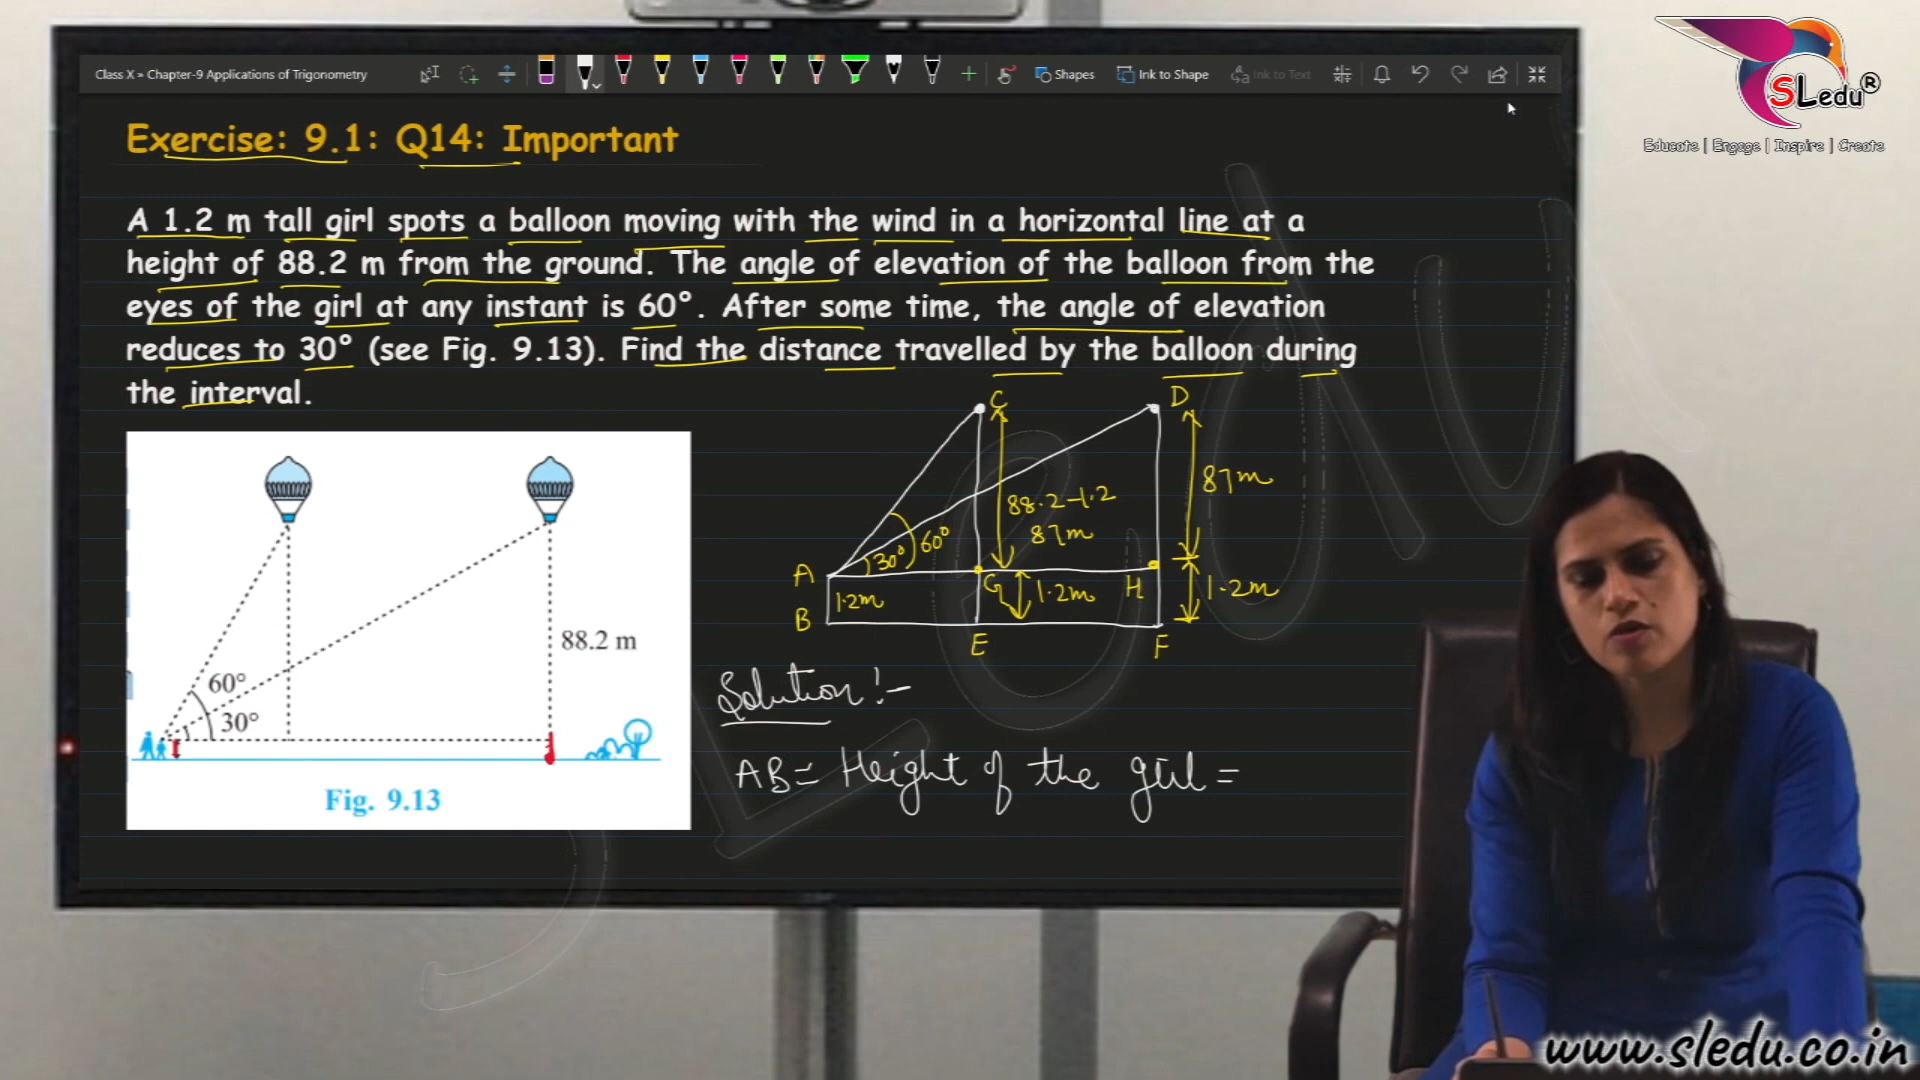 Class X » Chapter-9 Applications of Trigonometry
Shapes
Ink to Shape
Ink to Text
SLedu®
Educate | Engage | Inspire | Create
Exercise: 9.1: Q14: Important
A 1.2 m tall girl spots a balloon moving with the wind in a horizontal line at a
height of 88.2 m from the ground. The angle of elevation of the balloon from the
eyes of the girl at any instant is 60°. After some time, the angle of elevation
reduces to 30° (see Fig. 9.13). Find the distance travelled by the balloon during
the interval.
C
D
88.2-1.2
87m
87m
30°
60°
A
G
H
1.2m
1.2m
1.2m
B
E
F
60°
30°
88.2 m
Fig. 9.13
Solution:-
AB = Height of the girl =
SLedu
www.sledu.co.in